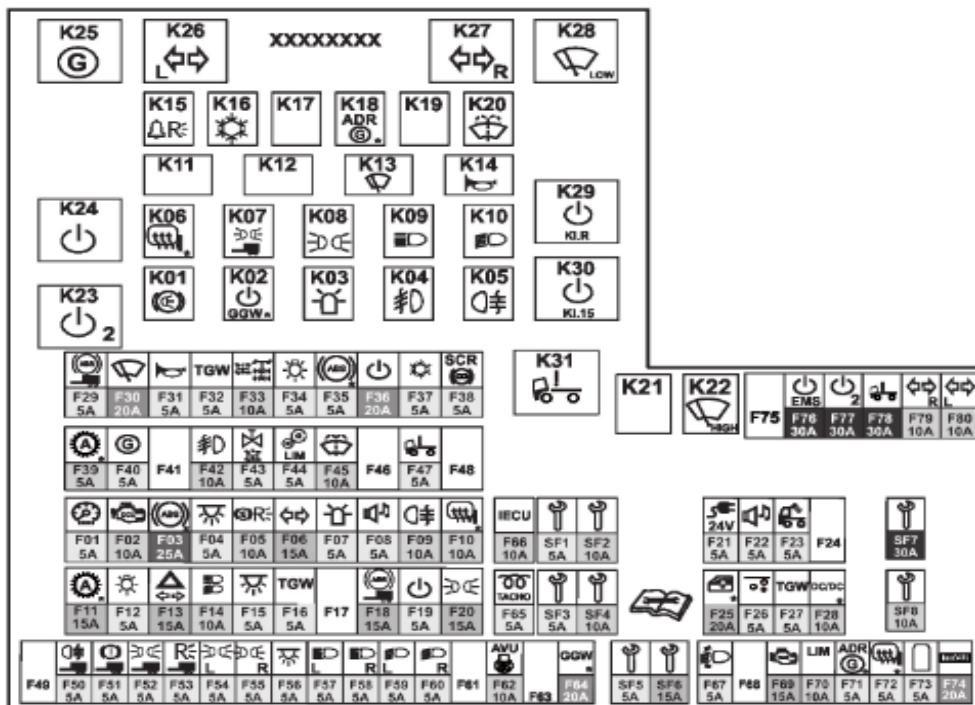 K25 K26 XXXXXXXX K27 K28
G L R LOW
K15 K16 K17 K18 K19 K20
R ADR
G *
K11 K12 K13 K14
K24 K06 K07 K08 K09 K10 K29
* KI.R
K23 K01 K02 K03 K04 K05 K30
2 GGW* KI.15
ABS TGW ABS SCR
F29 F30 F31 F32 F33 F34 F35 F36 F37 F38
5A 20A 5A 5A 10A 5A 5A 20A 5A 5A
K31
K21 K22
HIGH
EMS 2 R L
F75 F76 F77 F78 F79 F80
30A 30A 30A 10A 10A
A G LIM
F39 F40 F41 F42 F43 F44 F45 F46 F47 F48
5A 5A 10A 5A 5A 10A 5A
ABS R IECU 24V
F01 F02 F03 F04 F05 F06 F07 F08 F09 F10 F66 SF1 SF2 F21 F22 F23 F24 SF7
5A 10A 25A 5A 10A 15A 5A 5A 10A 10A 10A 5A 10A 5A 5A 5A 30A
A TGW ABS TACHO TGW DC/DC
F11 F12 F13 F14 F15 F16 F17 F18 F19 F20 F65 SF3 SF4 F25 F26 F27 F28 SF8
15A 5A 15A 10A 5A 5A 15A 5A 15A 5A 5A 10A 20A 5A 5A 10A 10A
R L R L R L R AVU GGW LIM ADR
F49 F50 F51 F52 F53 F54 F55 F56 F57 F58 F59 F60 F61 F62 F63 F64 SF5 SF6 F67 F68 F69 F70 F71 F72 F73 F74
5A 5A 5A 5A 5A 5A 5A 5A 5A 5A 5A 10A 20A 5A 15A 5A 15A 10A 5A 5A 5A 20A